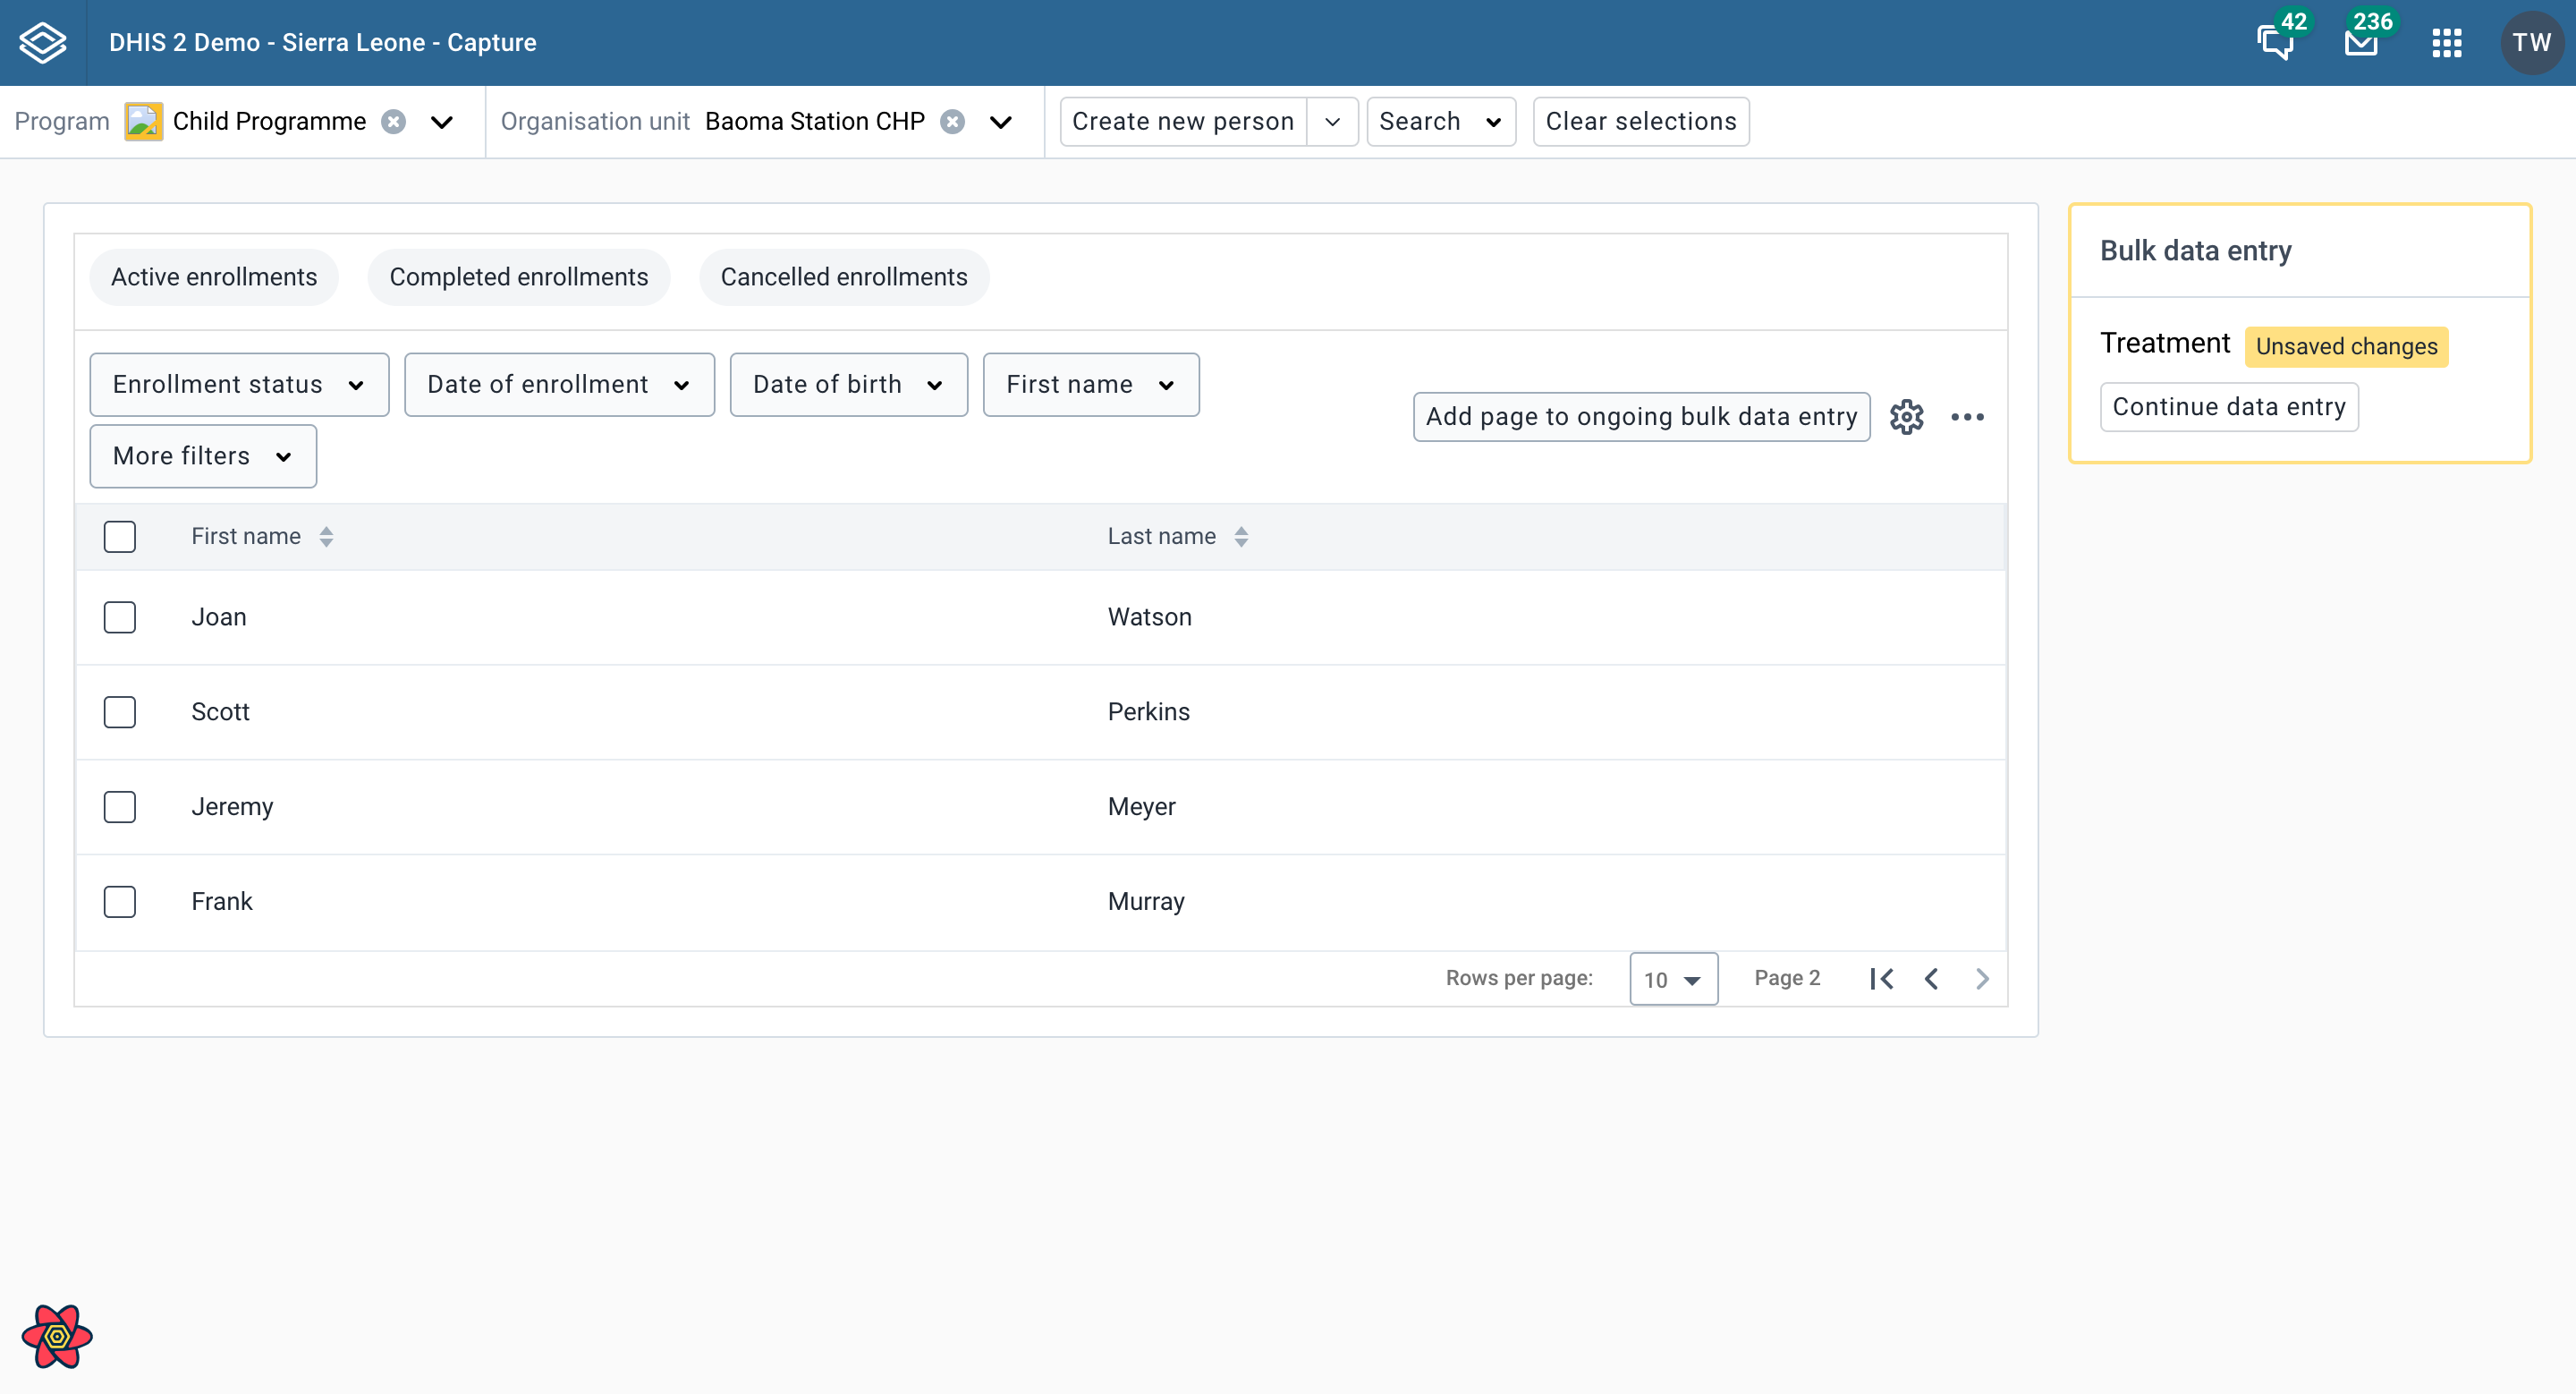 DHIS 2 Demo - Sierra Leone - Capture
42
236
TW
Program Child Programme
Organisation unit Baoma Station CHP
Create new person
Search
Clear selections
Active enrollments
Completed enrollments
Cancelled enrollments
Enrollment status
Date of enrollment
Date of birth
First name
More filters
Add page to ongoing bulk data entry
First name Last name
Joan Watson
Scott Perkins
Jeremy Meyer
Frank Murray
Rows per page: 10 Page 2
Bulk data entry
Treatment Unsaved changes
Continue data entry